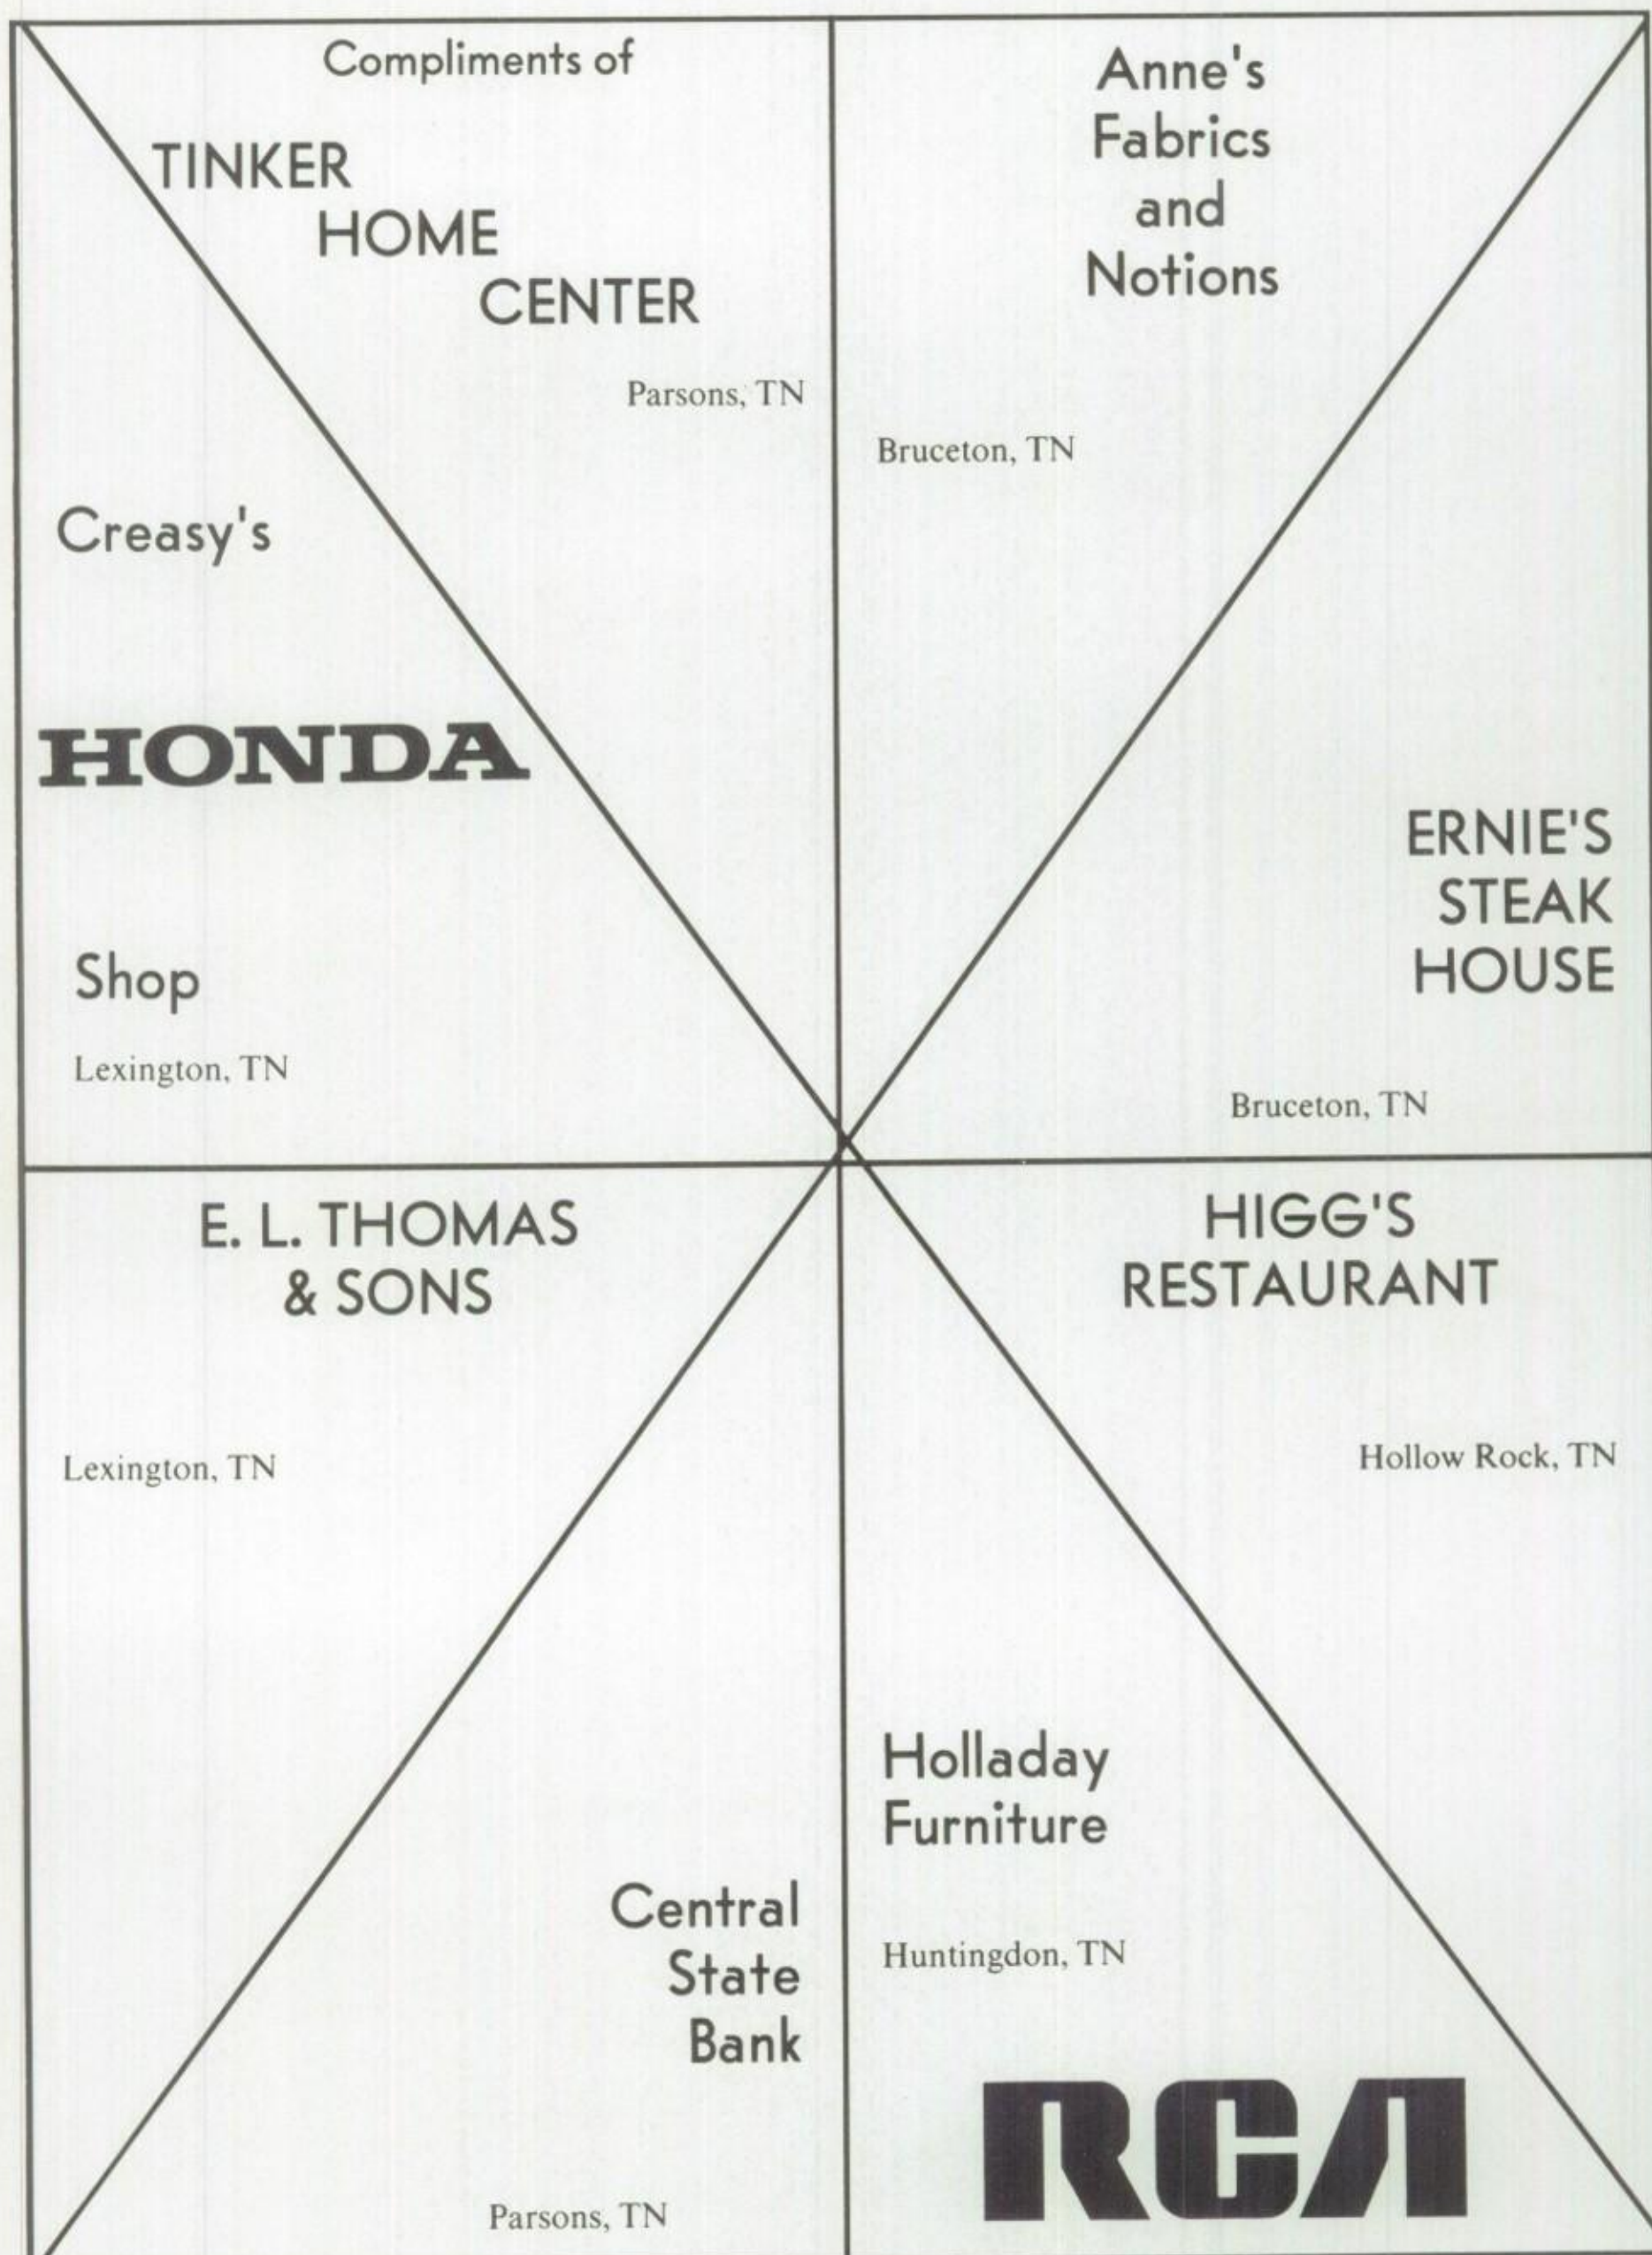 Compliments of
TINKER
HOME
CENTER
Parsons, TN
Anne's
Fabrics
and
Notions
Bruceton, TN
Creasy's
HONDA
Shop
Lexington, TN
ERNIE'S
STEAK
HOUSE
Bruceton, TN
E. L. THOMAS
& SONS
Lexington, TN
HIGG'S
RESTAURANT
Hollow Rock, TN
Central
State
Bank
Parsons, TN
Holladay
Furniture
Huntingdon, TN
RCA